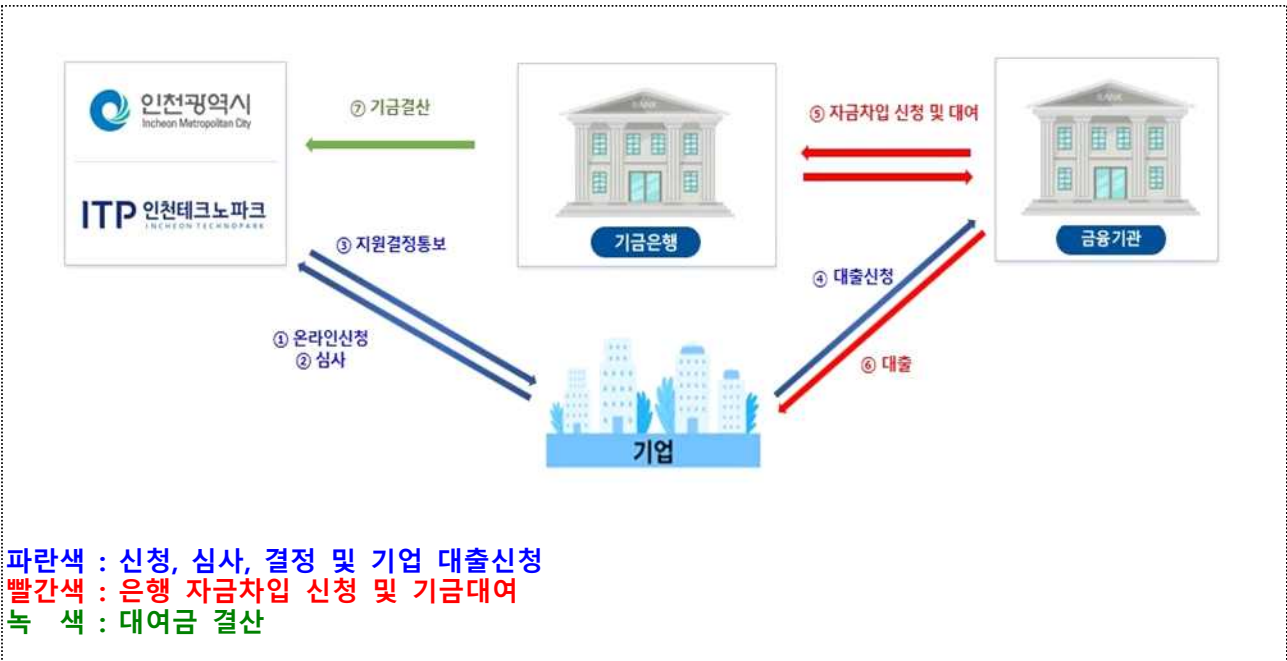 인천광역시
Incheon Metropolitan City
ITP 인천테크노파크
INCHEON TECHNOPARK
⑦ 기금결산
BANK
기금은행
⑤ 자금차입 신청 및 대여
BANK
금융기관
③ 지원결정통보
① 온라인신청
② 심사
④ 대출신청
⑥ 대출
기업
파란색 : 신청, 심사, 결정 및 기업 대출신청
빨간색 : 은행 자금차입 신청 및 기금대여
녹 색 : 대여금 결산